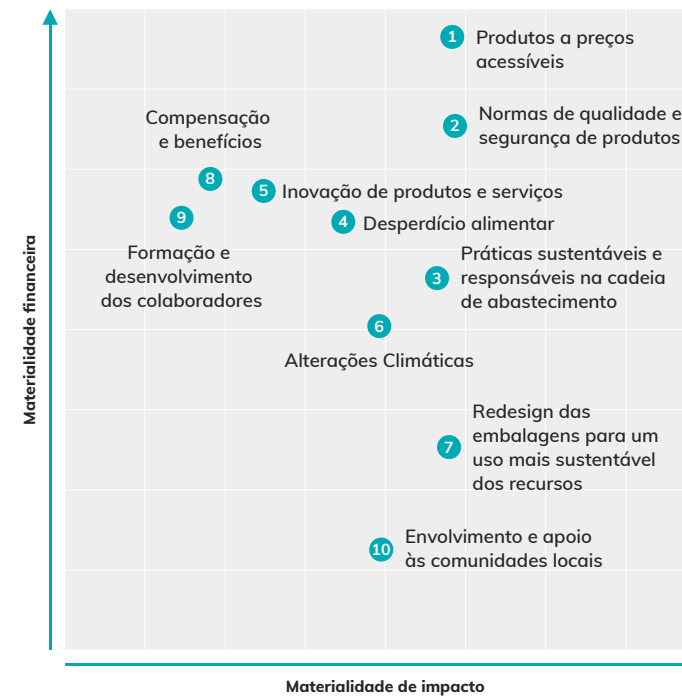 1
Produtos a preços
acessíveis
2
Normas de qualidade e
segurança de produtos
Compensação
e benefícios
8
5
Inovação de produtos e serviços
9
4
Desperdício alimentar
Formação e
desenvolvimento
dos colaboradores
3
Práticas sustentáveis e
responsáveis na cadeia
de abastecimento
6
Alterações Climáticas
7
Redesign das
embalagens para um
uso mais sustentável
dos recursos
10
Envolvimento e apoio
às comunidades locais
Materialidade financeira
Materialidade de impacto